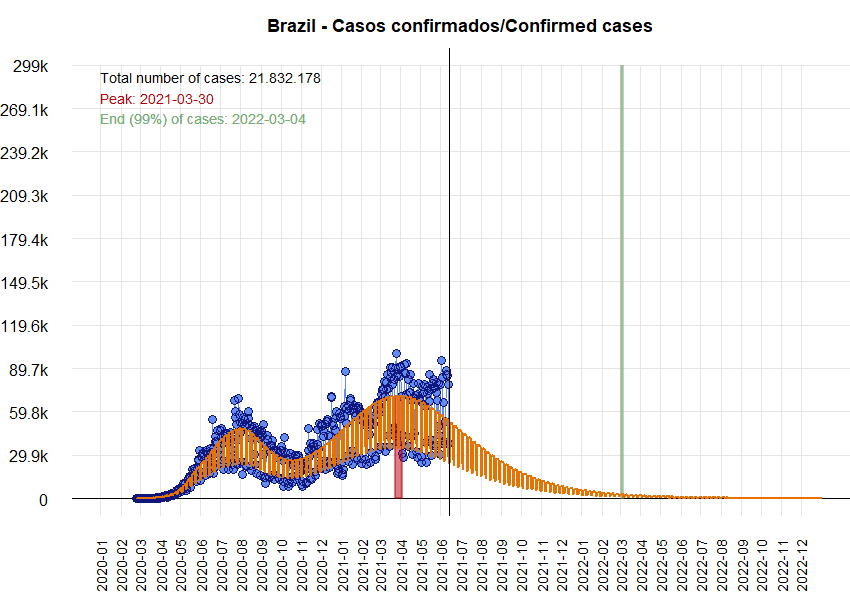 Brazil - Casos confirmados/Confirmed cases
299k
269.1k
239.2k
209.3k
179.4k
149.5k
119.6k
89.7k
59.8k
29.9k
0
Total number of cases: 21.832.178
Peak: 2021-03-30
End (99%) of cases: 2022-03-04
2020-01
2020-02
2020-03
2020-04
2020-05
2020-06
2020-07
2020-08
2020-09
2020-10
2020-11
2020-12
2021-01
2021-02
2021-03
2021-04
2021-05
2021-06
2021-07
2021-08
2021-09
2021-10
2021-11
2021-12
2022-01
2022-02
2022-03
2022-04
2022-05
2022-06
2022-07
2022-08
2022-09
2022-10
2022-11
2022-12